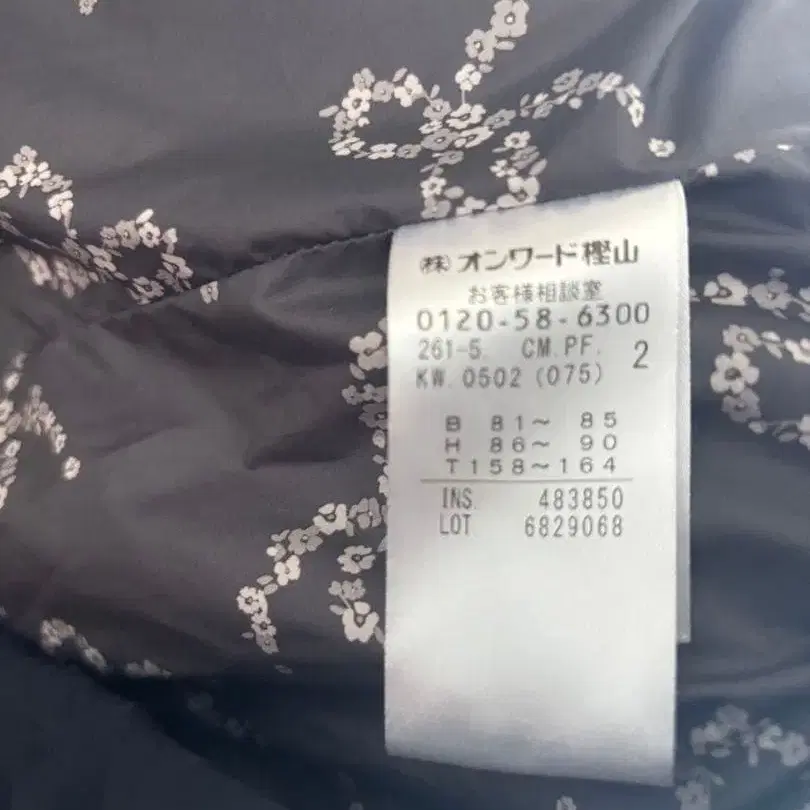 ㈱オンワード樫山
お客様相談室
0120-58-6300
261-5. CM.PF. 2
KW.0502(075)
B 81〜 85
H 86〜 90
T158〜164
INS. 483850
LOT 6829068